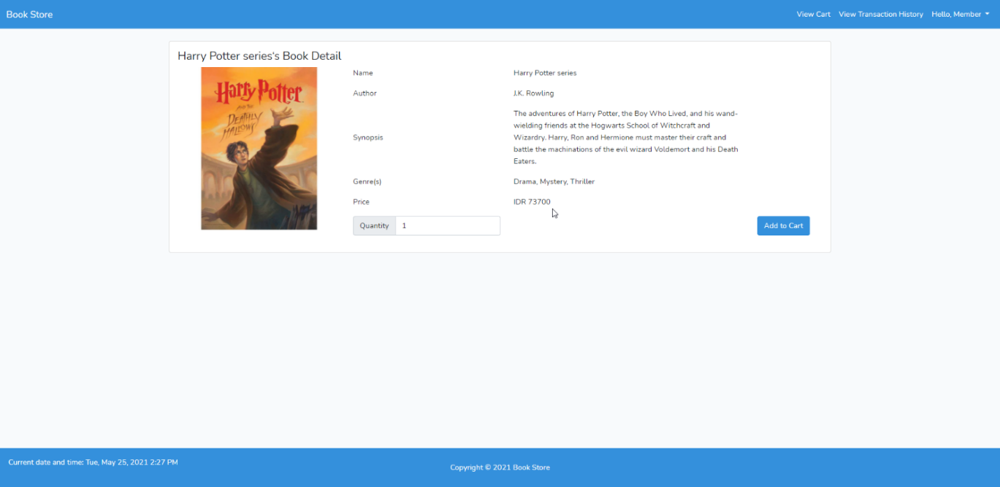 Book Store
View Cart View Transaction History Hello, Member
Harry Potter series's Book Detail
Harry Potter
AND THE
DEATHLY
HALLOWS
Name Harry Potter series
Author J.K. Rowling
Synopsis The adventures of Harry Potter, the Boy Who Lived, and his wand-
wielding friends at the Hogwarts School of Witchcraft and
Wizardry. Harry, Ron and Hermione must master their craft and
battle the machinations of the evil wizard Voldemort and his Death
Eaters.
Genre(s) Drama, Mystery, Thriller
Price IDR 73700
Quantity 1
Add to Cart
Current date and time: Tue, May 25, 2021 2:27 PM
Copyright © 2021 Book Store